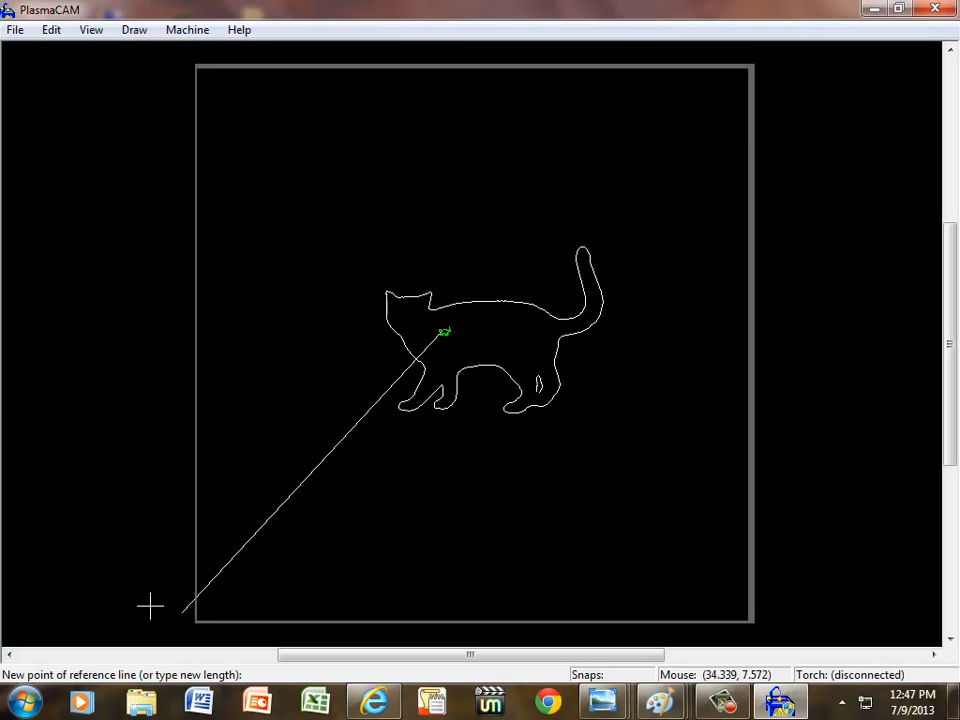 PlasmaCAM
File Edit View Draw Machine Help
New point of reference line (or type new length): Snaps: Mouse: (34.339, 7.572) Torch: (disconnected)
12:47 PM
7/9/2013